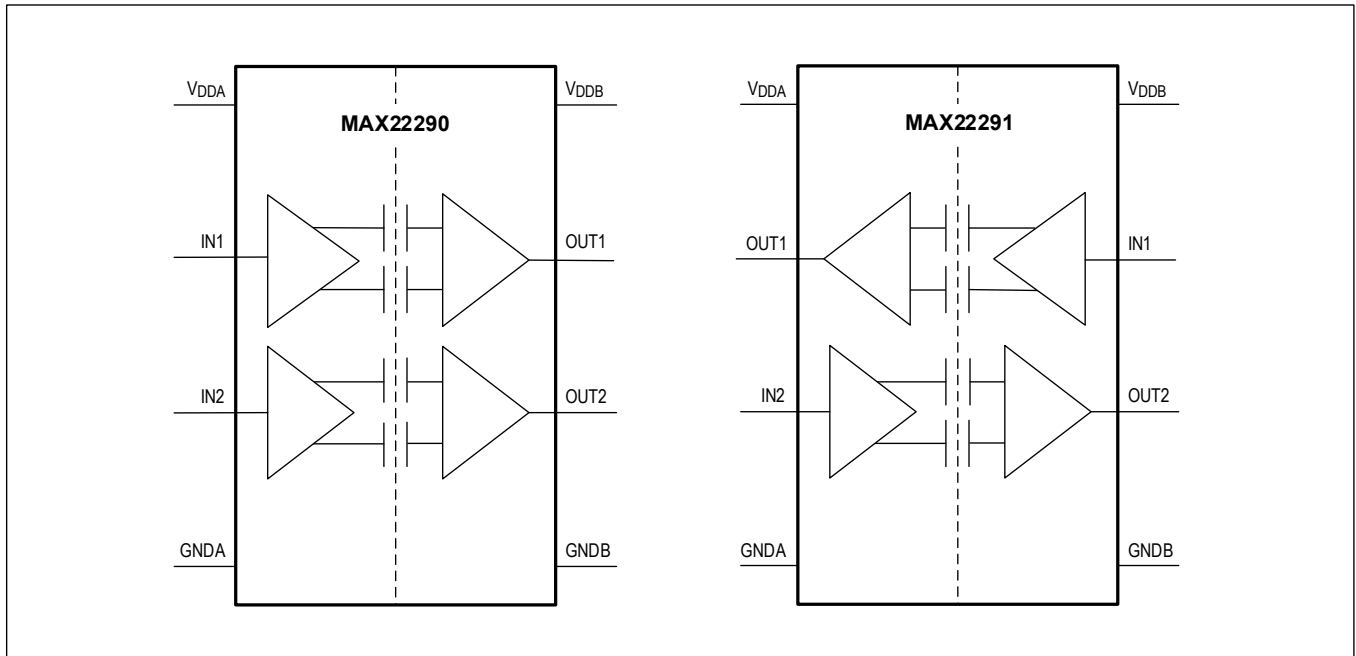 VDDA
VDDB
MAX22290
IN1
OUT1
IN2
OUT2
GNDA
GNDB
VDDA
VDDB
MAX22291
OUT1
IN1
IN2
OUT2
GNDA
GNDB